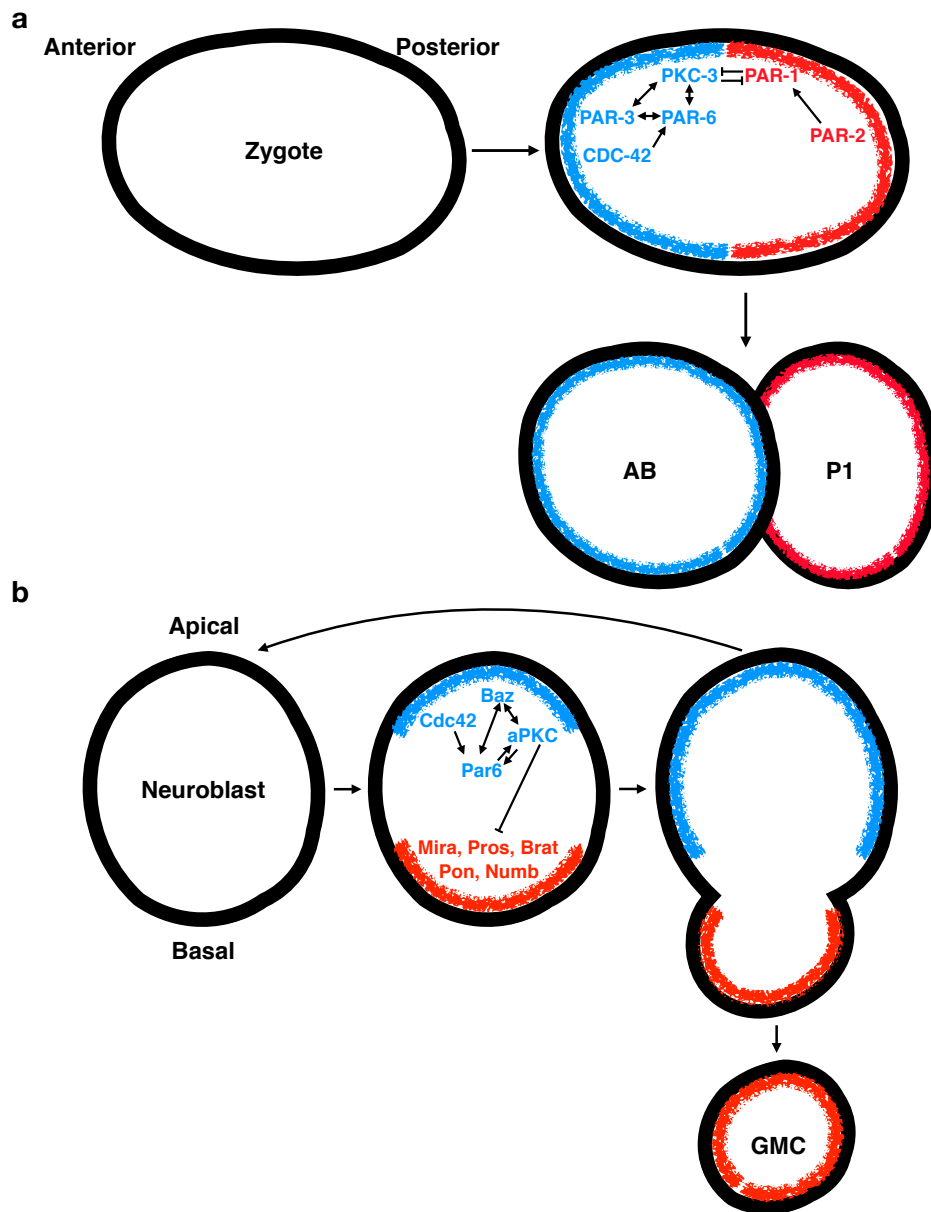 a
Anterior
Posterior
Zygote
PKC-3
PAR-1
PAR-3
PAR-6
PAR-2
CDC-42
AB
P1
b
Apical
Neuroblast
Basal
Baz
Cdc42
aPKC
Par6
Mira, Pros, Brat
Pon, Numb
GMC